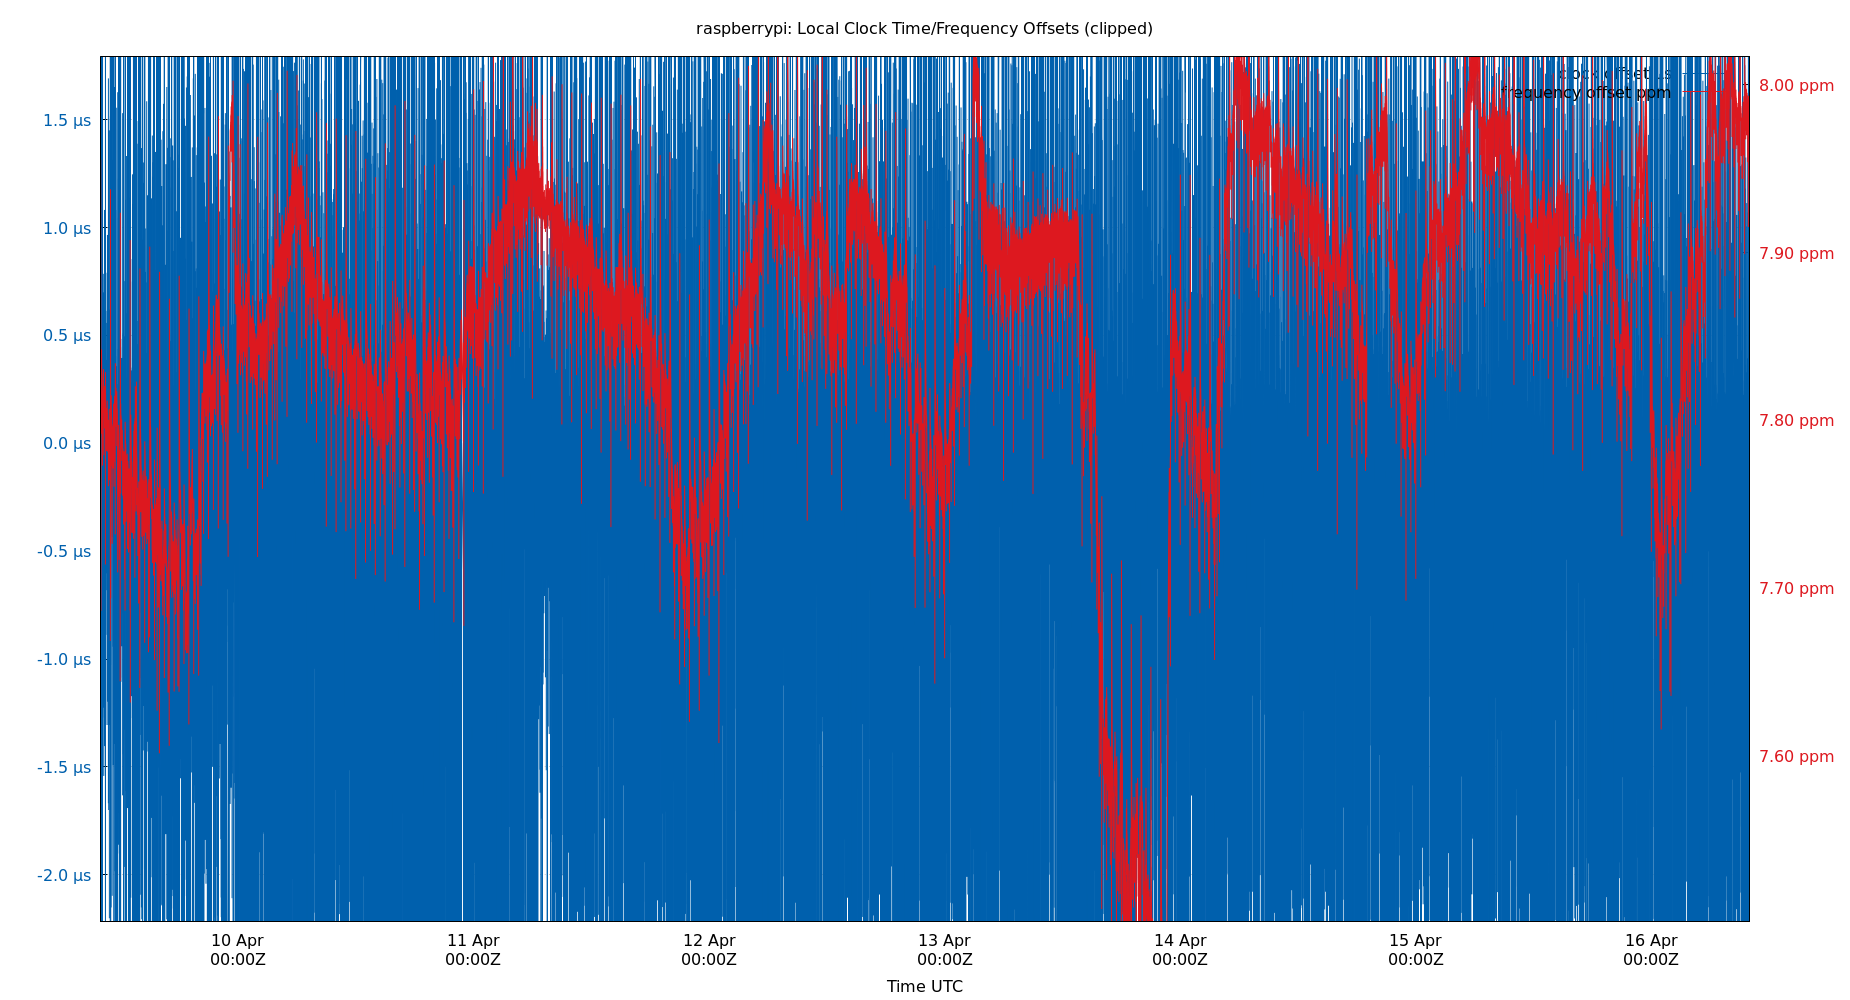 raspberrypi: Local Clock Time/Frequency Offsets (clipped)
clock offset µs
frequency offset ppm
1.5 µs
1.0 µs
0.5 µs
0.0 µs
-0.5 µs
-1.0 µs
-1.5 µs
-2.0 µs
8.00 ppm
7.90 ppm
7.80 ppm
7.70 ppm
7.60 ppm
10 Apr
00:00Z
11 Apr
00:00Z
12 Apr
00:00Z
13 Apr
00:00Z
14 Apr
00:00Z
15 Apr
00:00Z
16 Apr
00:00Z
Time UTC